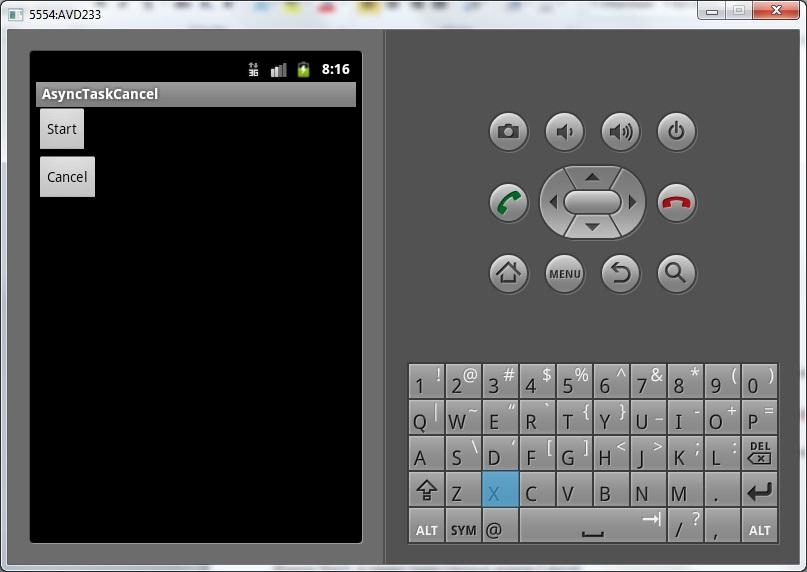 5554:AVD233
3G 8:16
AsyncTaskCancel
Start
Cancel
MENU
1 ! 2 @ 3 # 4 $ 5 % 6 ^ 7 & 8 * 9 ( 0 )
Q | W ~ E “ R ` T { Y } U _ I - O + P =
A S \ D ‘ F [ G ] H < J > K ; L : DEL
Z X C V B N M .
ALT SYM @ / ? , ALT